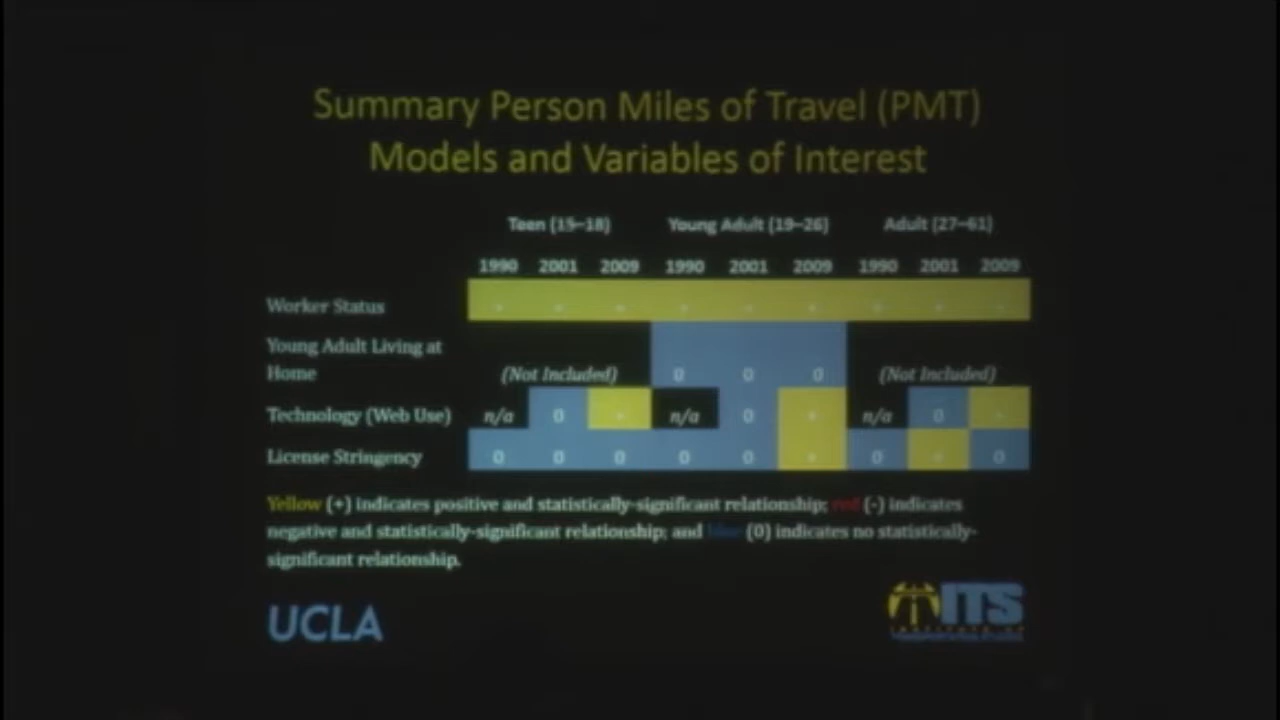 Summary Person Miles of Travel (PMT)
Models and Variables of Interest
Teen (15–18) Young Adult (19–26) Adult (27–61)
1990 2001 2009 1990 2001 2009 1990 2001 2009
Worker Status + + + + + + + + +
Young Adult Living at
Home (Not Included) 0 0 0 (Not Included)
Technology (Web Use) n/a 0 + n/a 0 + n/a 0 +
License Stringency 0 0 0 0 0 + 0 + 0
Yellow (+) indicates positive and statistically-significant relationship; red (-) indicates
negative and statistically-significant relationship; and blue (0) indicates no statistically-
significant relationship.
UCLA ITS
INSTITUTE OF
TRANSPORTATION STUDIES